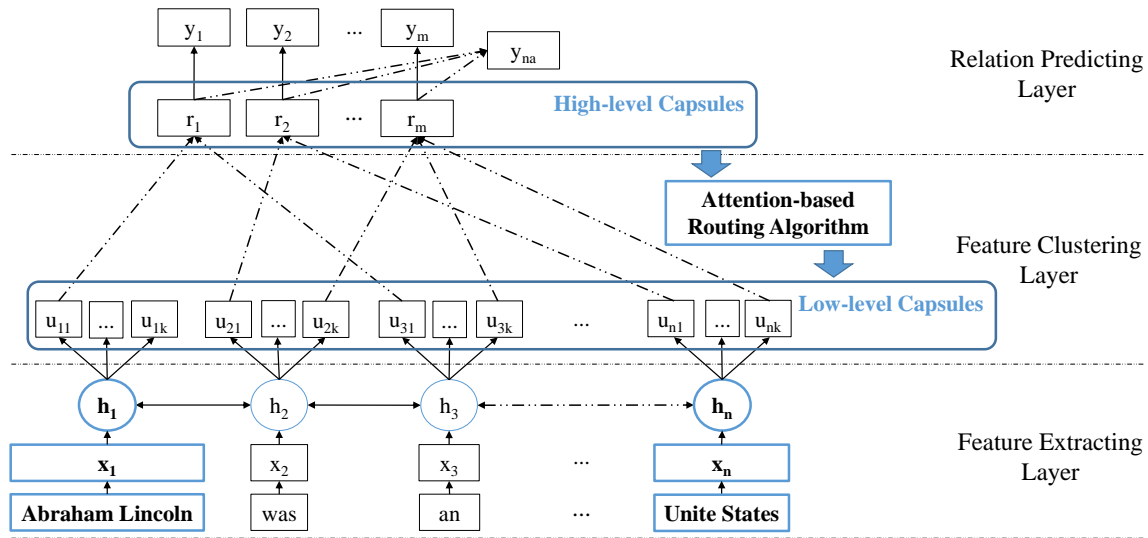 y1 y2 ... ym
yna
Relation Predicting
Layer
High-level Capsules
r1 r2 ... rm
Attention-based
Routing Algorithm
Feature Clustering
Layer
Low-level Capsules
u11 ... u1k u21 ... u2k u31 ... u3k ... un1 ... unk
h1 h2 h3 hn
Feature Extracting
Layer
x1 x2 x3 ... xn
Abraham Lincoln was an ... Unite States